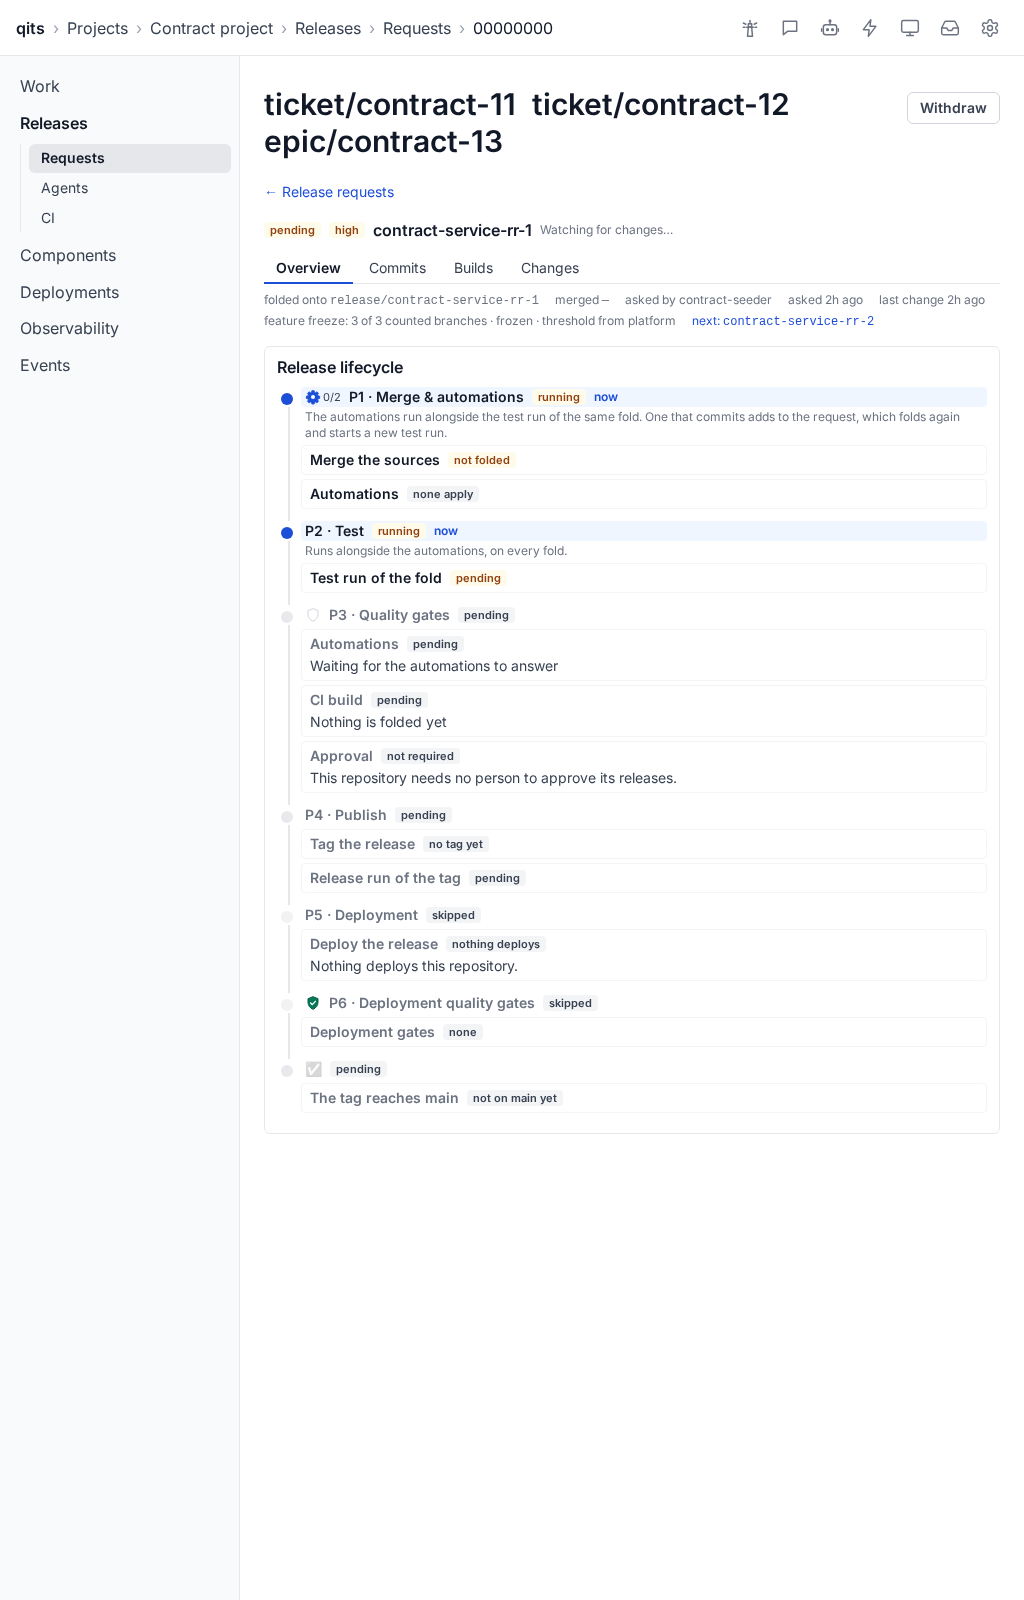 qits › Projects › Contract project › Releases › Requests › 00000000
Work
Releases
Requests
Agents
CI
Components
Deployments
Observability
Events
ticket/contract-11 ticket/contract-12
epic/contract-13
Withdraw
← Release requests
pending high contract-service-rr-1 Watching for changes...
Overview Commits Builds Changes
folded onto release/contract-service-rr-1 merged — asked by contract-seeder asked 2h ago last change 2h ago
feature freeze: 3 of 3 counted branches · frozen · threshold from platform next: contract-service-rr-2
Release lifecycle
0/2 P1 · Merge & automations running now
The automations run alongside the test run of the same fold. One that commits adds to the request, which folds again
and starts a new test run.
Merge the sources not folded
Automations none apply
P2 · Test running now
Runs alongside the automations, on every fold.
Test run of the fold pending
P3 · Quality gates pending
Automations pending
Waiting for the automations to answer
CI build pending
Nothing is folded yet
Approval not required
This repository needs no person to approve its releases.
P4 · Publish pending
Tag the release no tag yet
Release run of the tag pending
P5 · Deployment skipped
Deploy the release nothing deploys
Nothing deploys this repository.
P6 · Deployment quality gates skipped
Deployment gates none
pending
The tag reaches main not on main yet